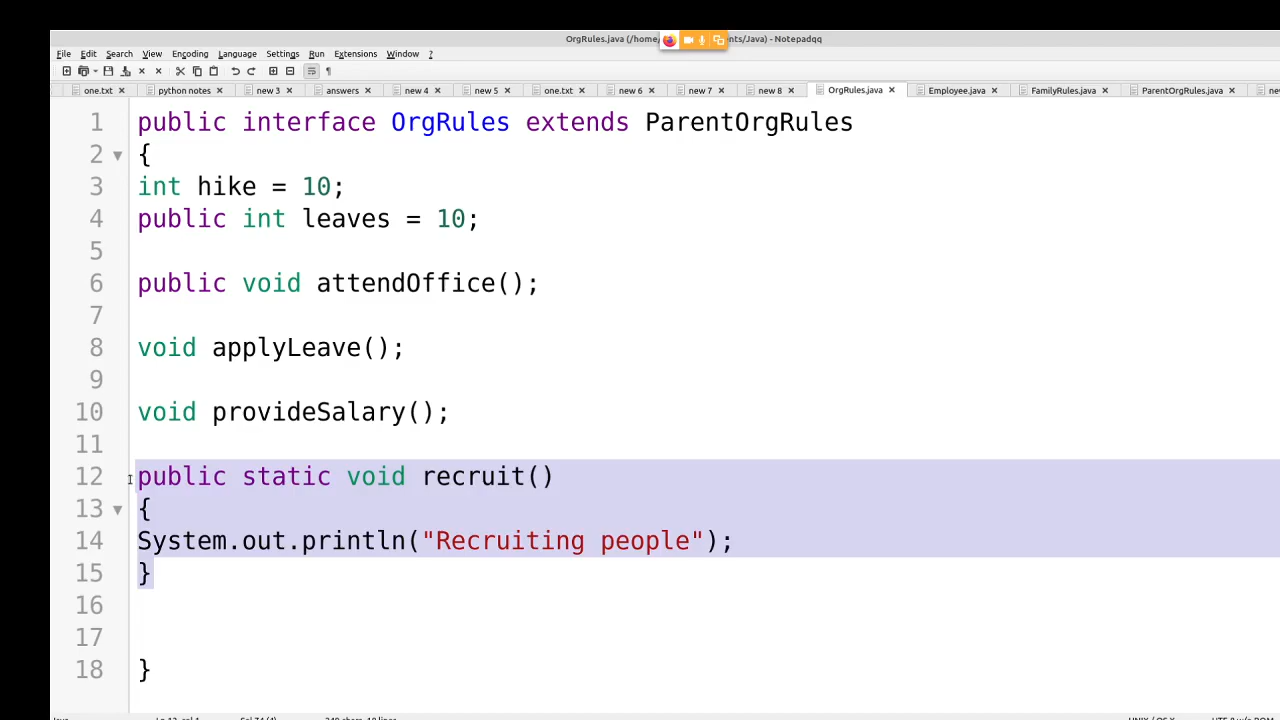 OrgRules.java (/home, nts/Java) - Notepadqq
File Edit Search View Encoding Language Settings Run Extensions Window ?
one.txt python notes new 3 answers new 4 new 5 one.txt new 6 new 7 new 8 OrgRules.java Employee.java FamilyRules.java ParentOrgRules.java
1 public interface OrgRules extends ParentOrgRules
2 {
3 int hike = 10;
4 public int leaves = 10;
5
6 public void attendOffice();
7
8 void applyLeave();
9
10 void provideSalary();
11
12 public static void recruit()
13 {
14 System.out.println("Recruiting people");
15 }
16
17
18 }